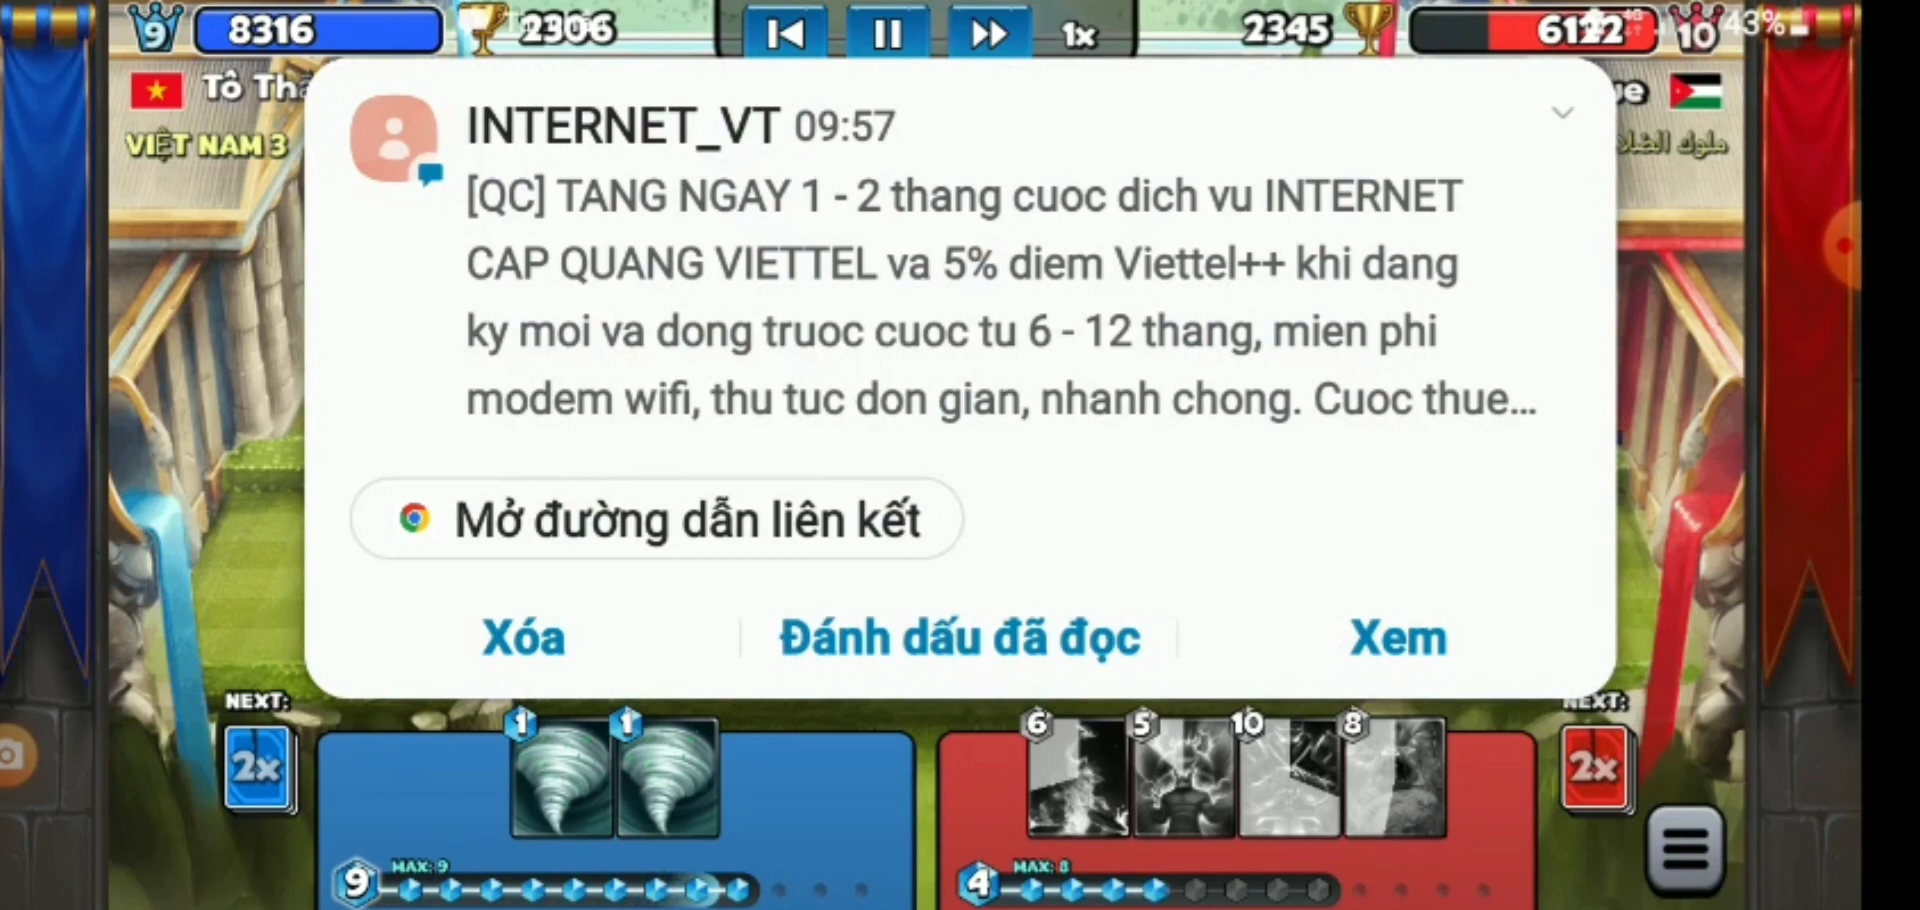 9 8316 2306 1x 2345 6122 10 43%
Tô Th
VIỆT NAM 3
INTERNET_VT 09:57
[QC] TANG NGAY 1 - 2 thang cuoc dich vu INTERNET
CAP QUANG VIETTEL va 5% diem Viettel++ khi dang
ky moi va dong truoc cuoc tu 6 - 12 thang, mien phi
modem wifi, thu tuc don gian, nhanh chong. Cuoc thue...
Mở đường dẫn liên kết
Xóa Đánh dấu đã đọc Xem
NEXT: NEXT:
2x 1 1 6 5 10 8 2x
MAX: 9 MAX: 8
9 4